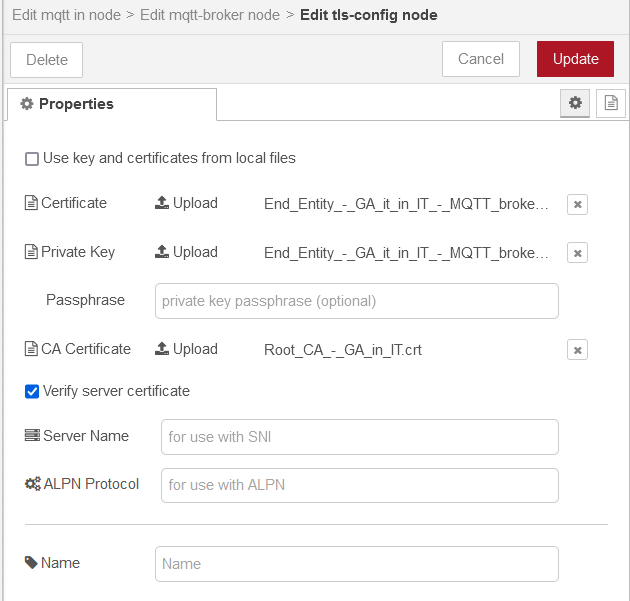 Edit mqtt in node > Edit mqtt-broker node > Edit tls-config node
Delete Cancel Update
Properties
Use key and certificates from local files
Certificate Upload End_Entity_-_GA_it_in_IT_-_MQTT_broke...
Private Key Upload End_Entity_-_GA_it_in_IT_-_MQTT_broke...
Passphrase private key passphrase (optional)
CA Certificate Upload Root_CA_-_GA_in_IT.crt
Verify server certificate
Server Name for use with SNI
ALPN Protocol for use with ALPN
Name Name